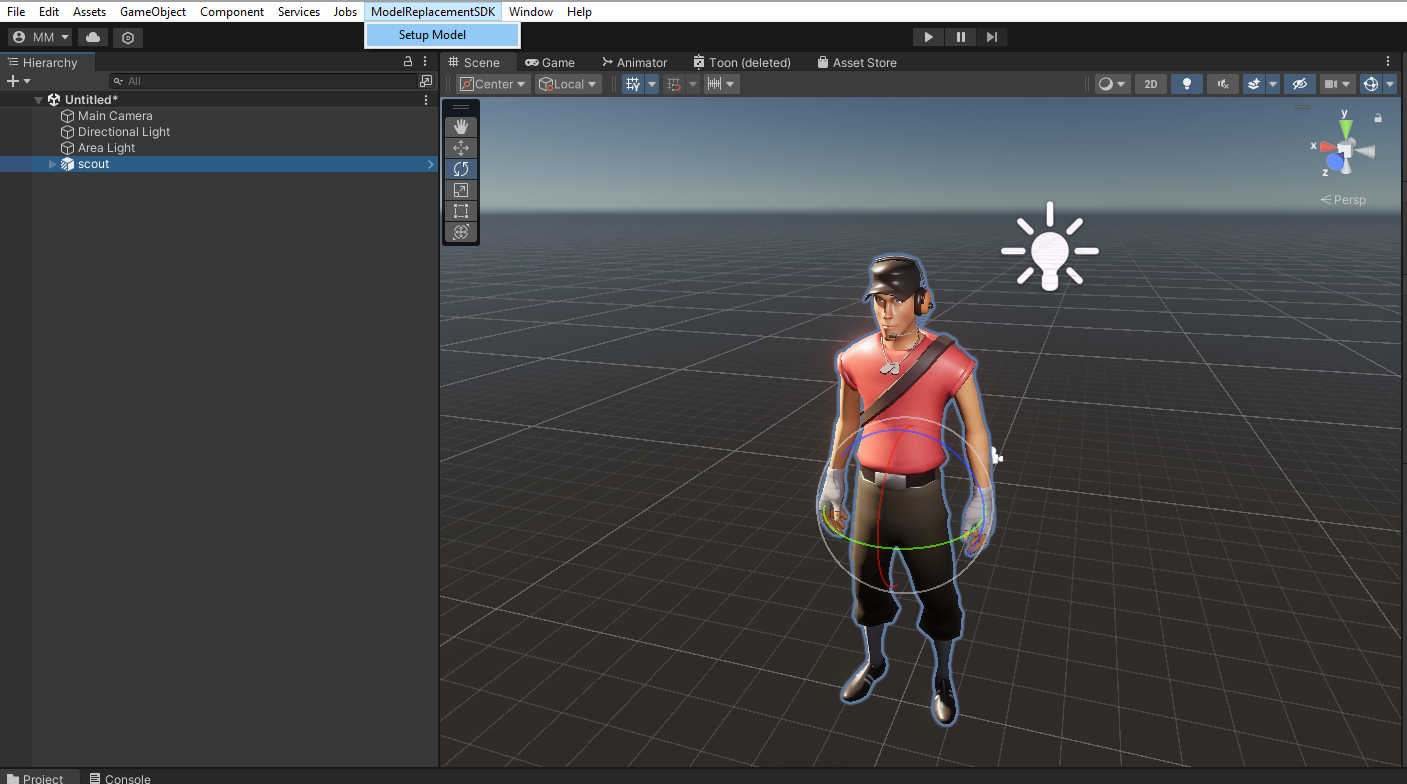 File Edit Assets GameObject Component Services Jobs ModelReplacementSDK Window Help
Setup Model
MM
Hierarchy
All
Untitled*
Main Camera
Directional Light
Area Light
scout
Scene Game Animator Toon (deleted) Asset Store
Center Local 2D
y
x
z
Persp
Project Console